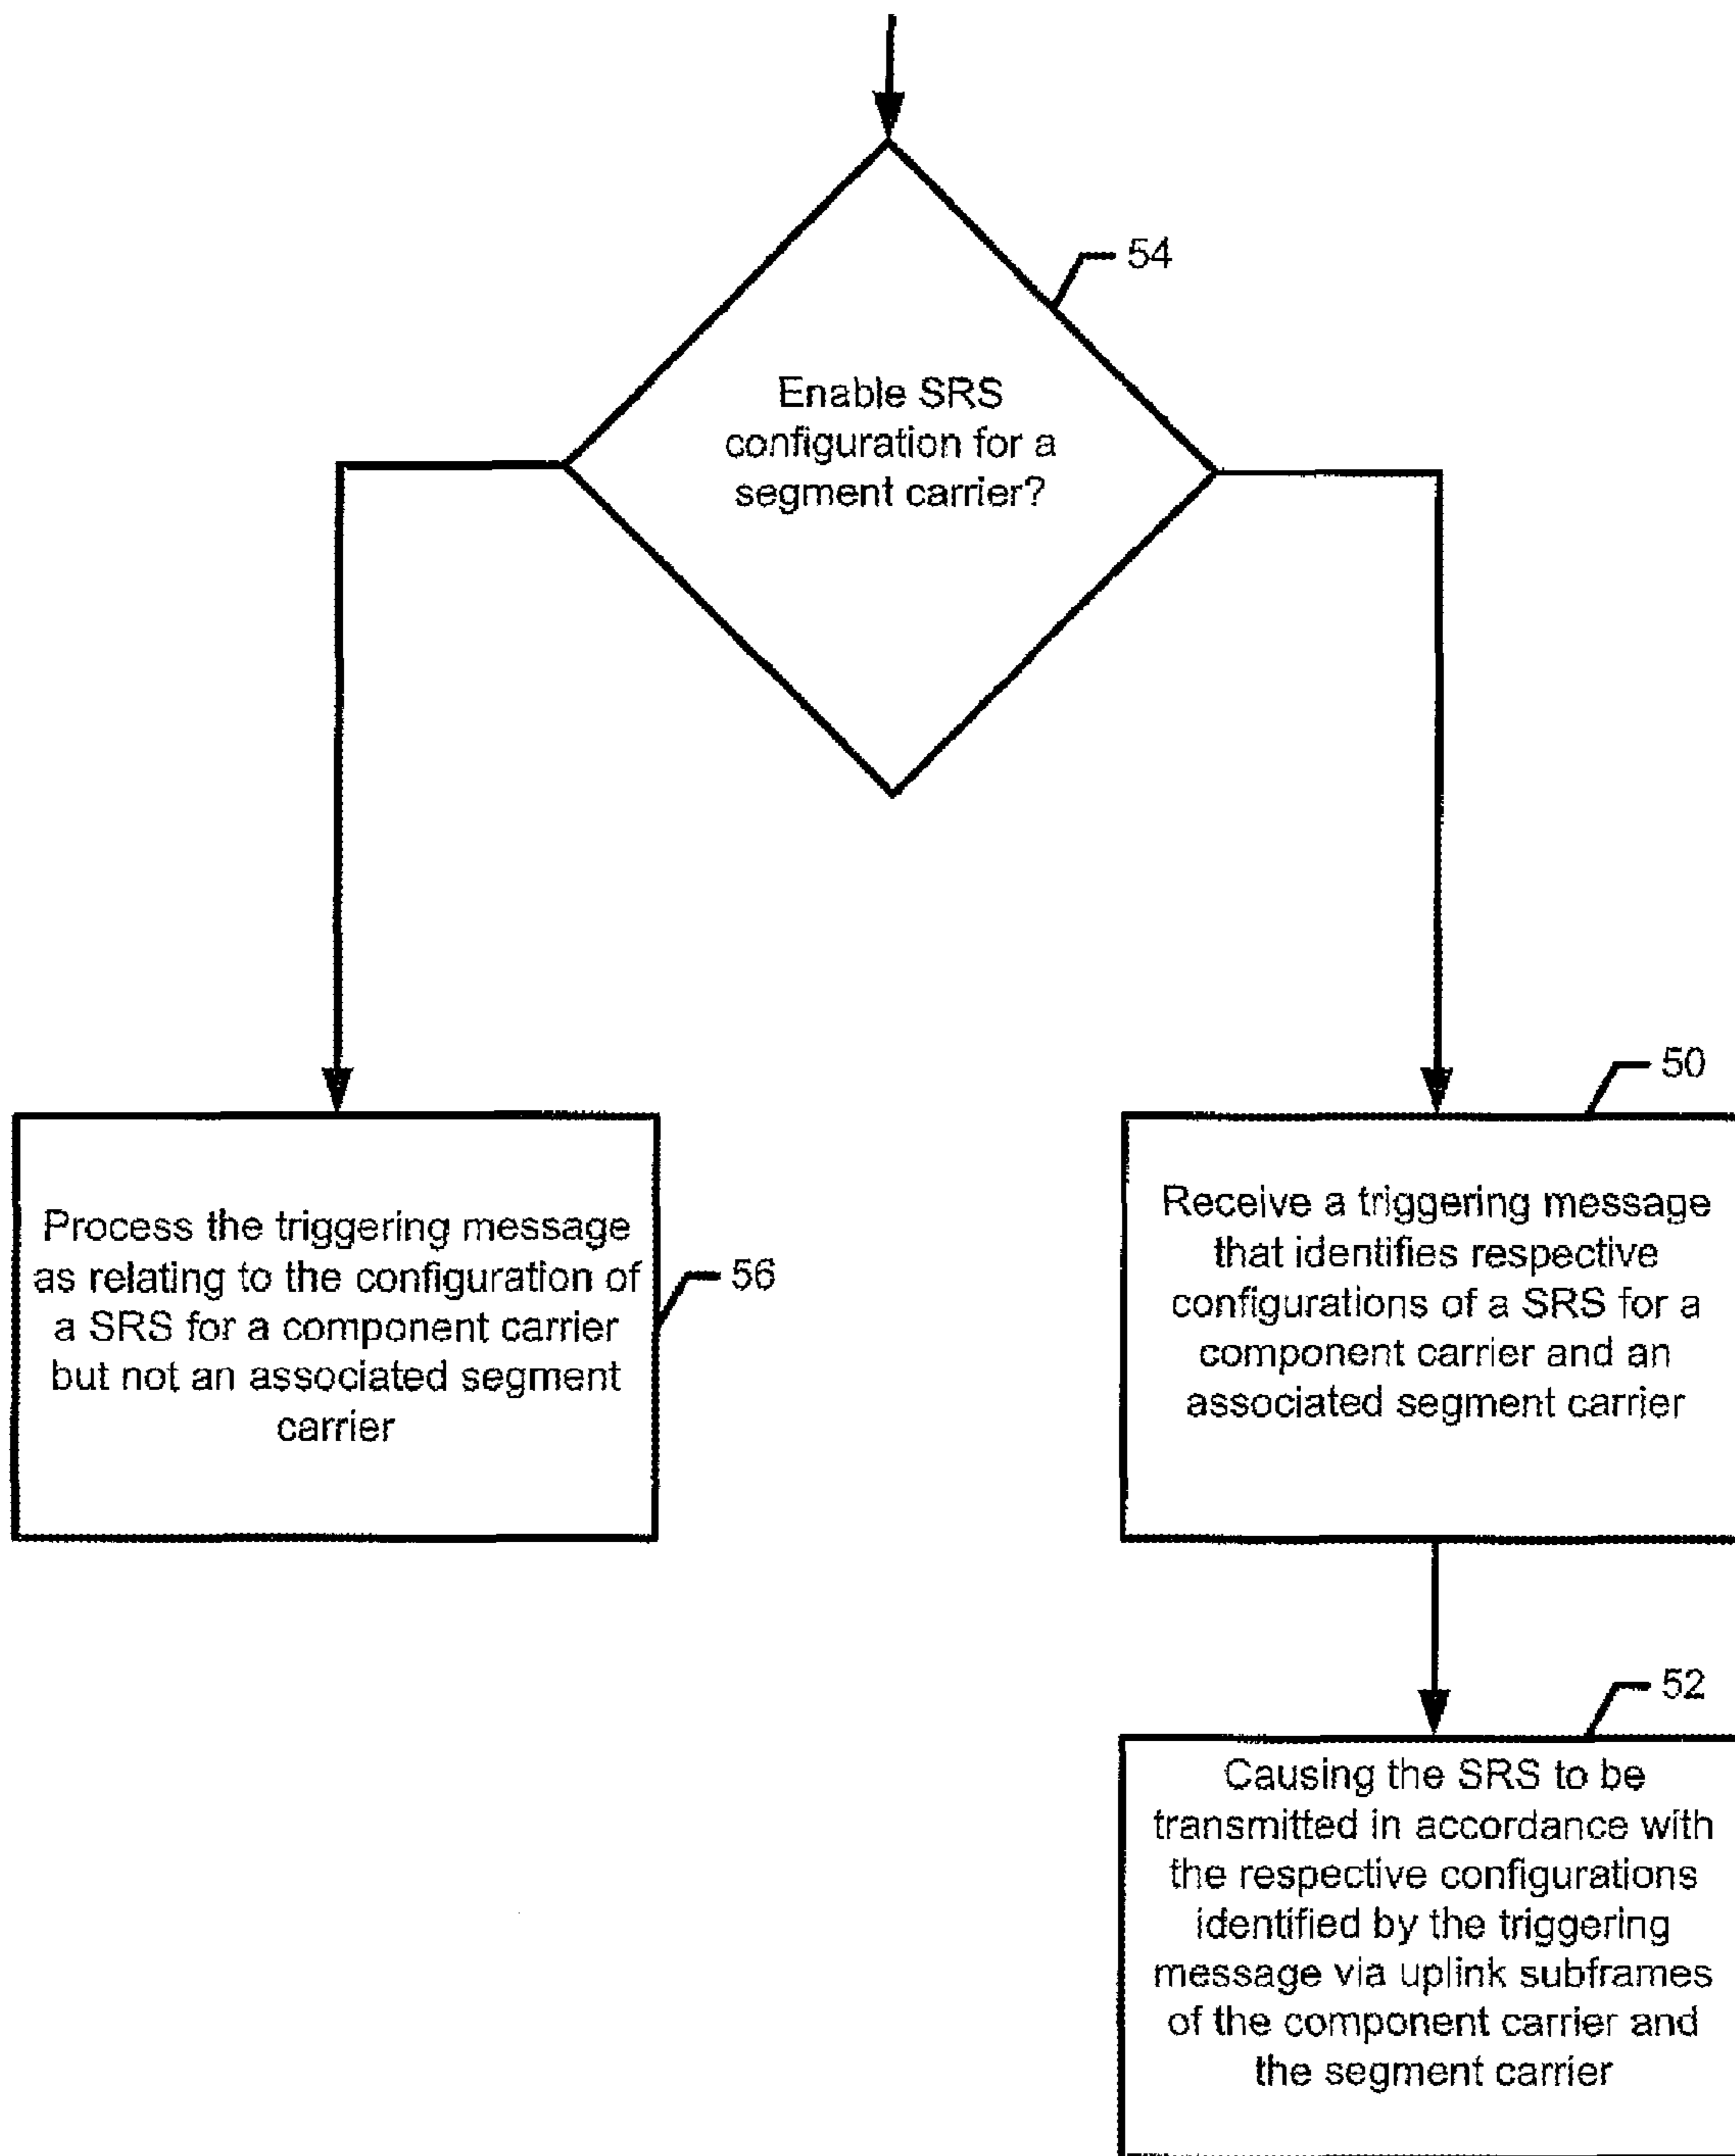 54
Enable SRS
configuration for a
segment carrier?
50
Process the triggering message
as relating to the configuration of
a SRS for a component carrier
but not an associated segment
carrier
56
Receive a triggering message
that identifies respective
configurations of a SRS for a
component carrier and an
associated segment carrier
52
Causing the SRS to be
transmitted in accordance with
the respective configurations
identified by the triggering
message via uplink subframes
of the component carrier and
the segment carrier